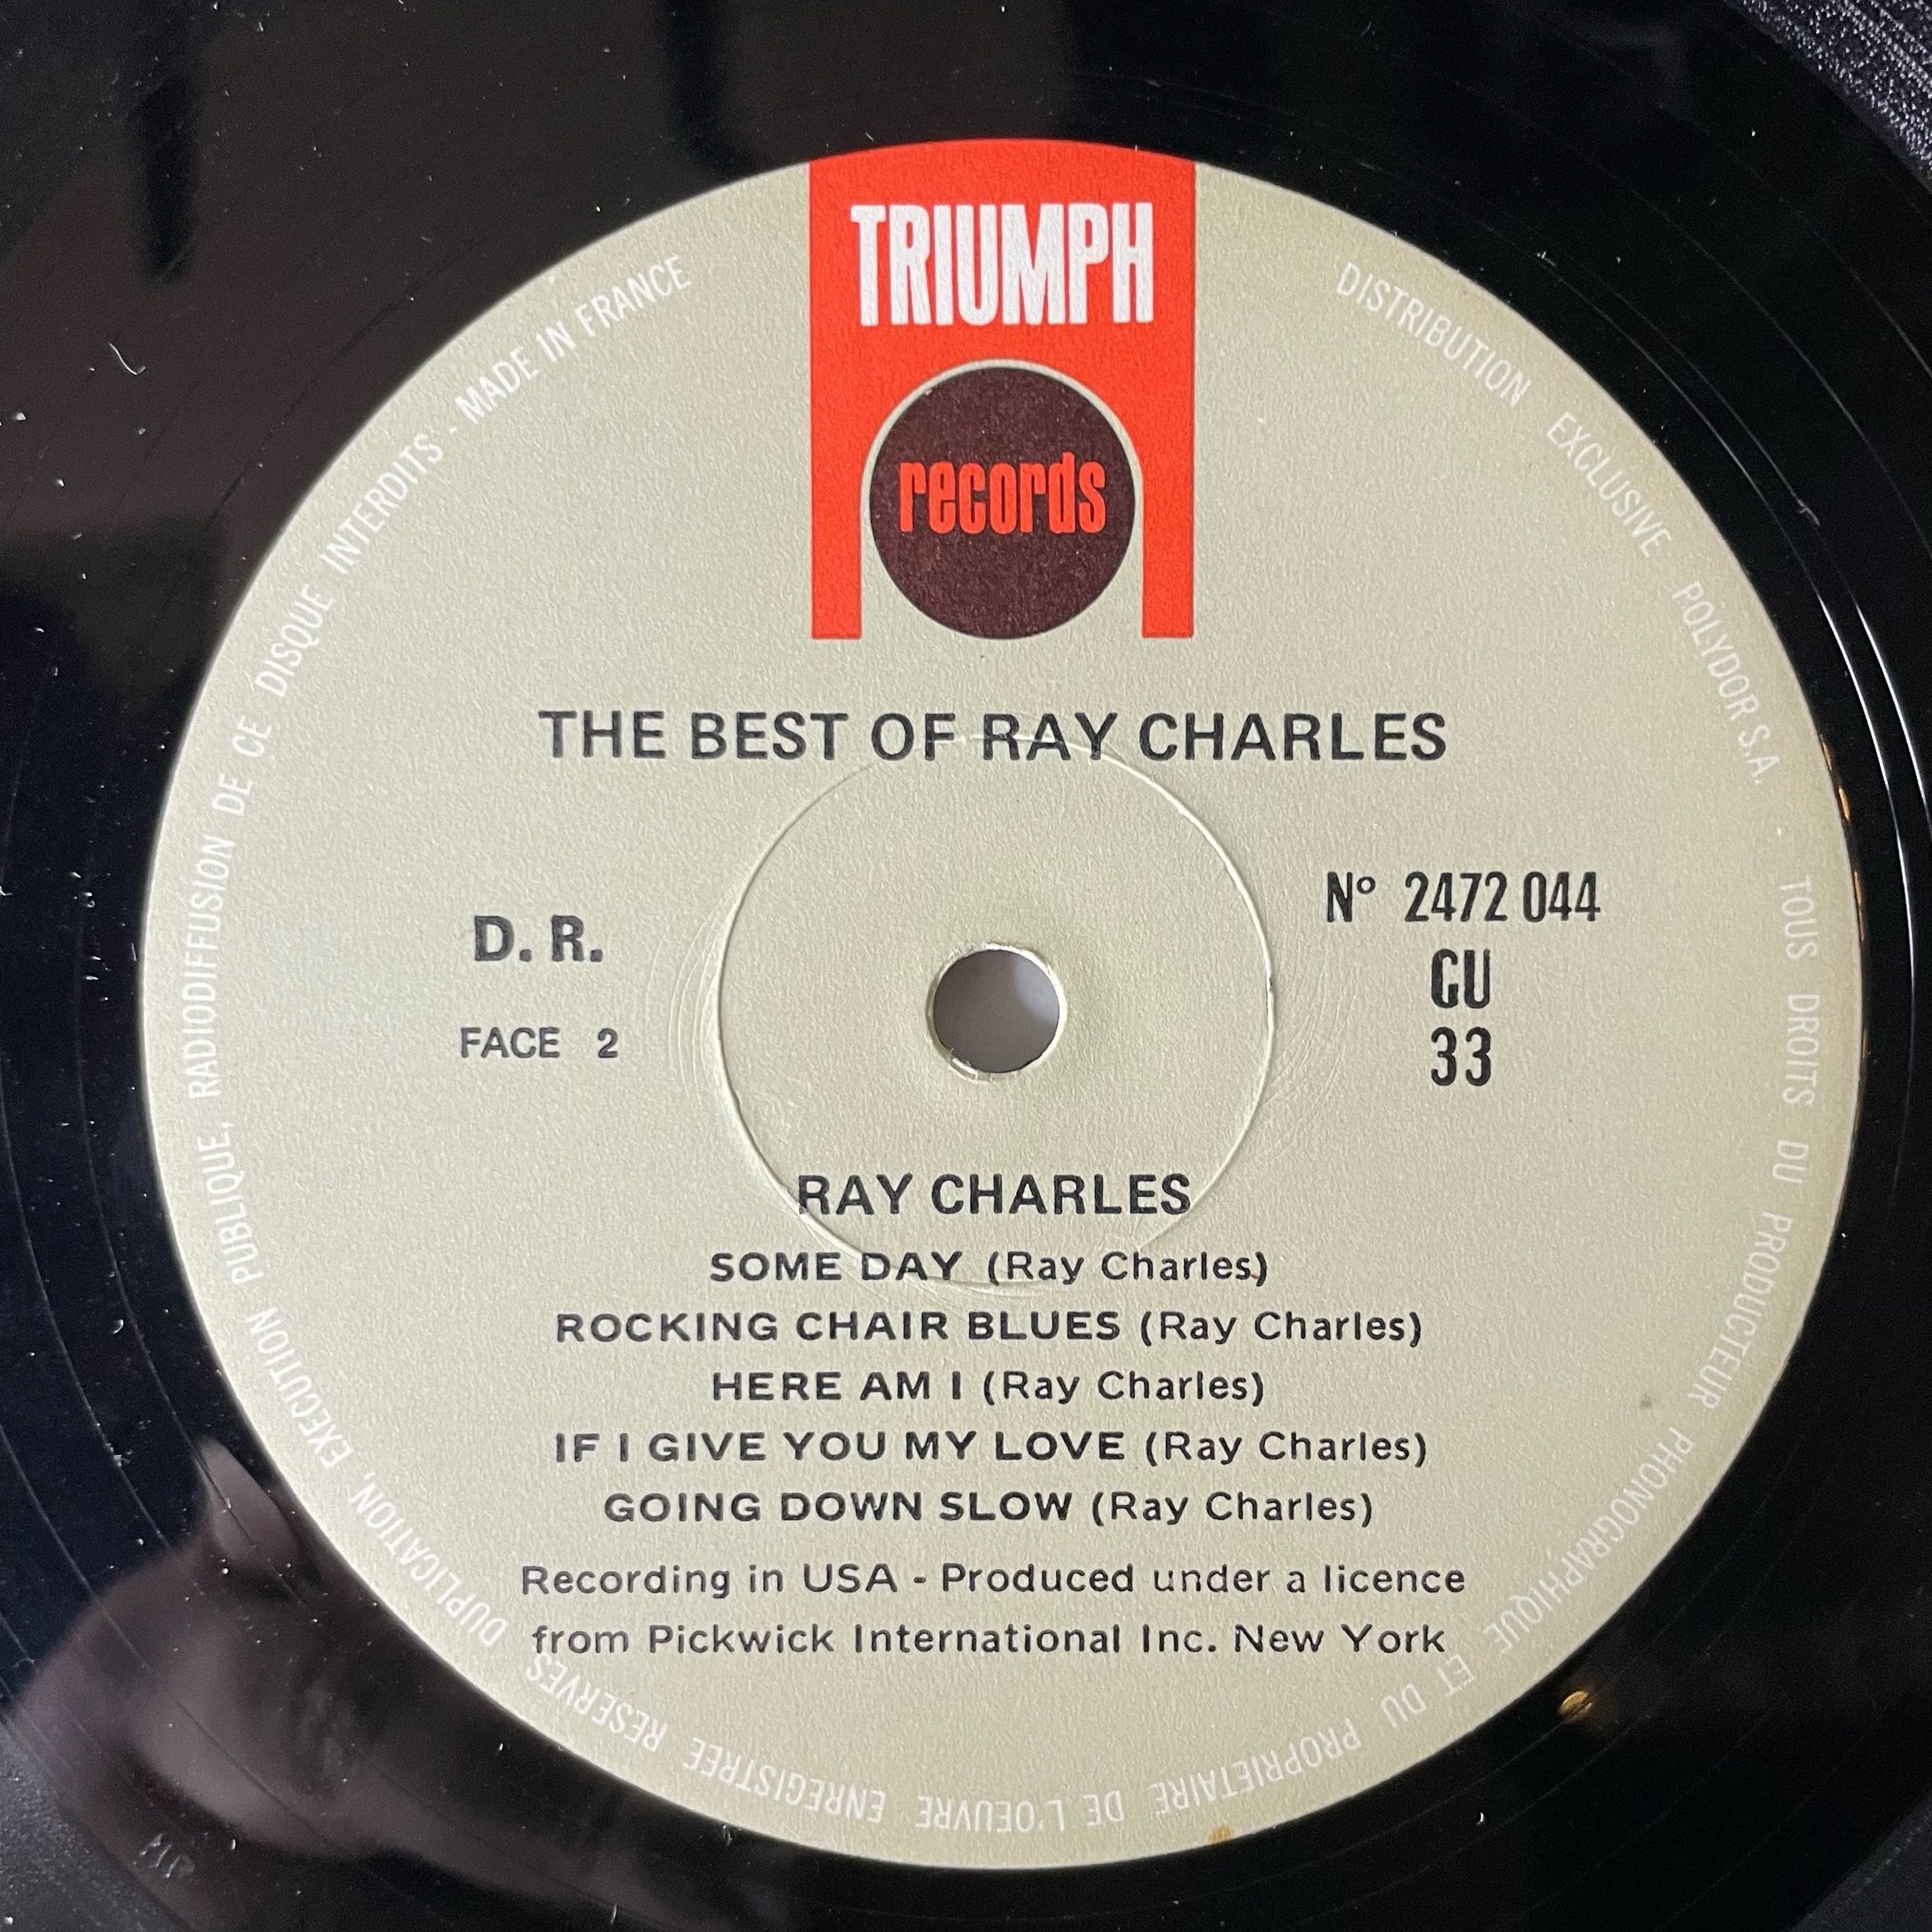 TRIUMPH
records
THE BEST OF RAY CHARLES
D. R.
FACE 2
Nº 2472 044
GU
33
RAY CHARLES
SOME DAY (Ray Charles)
ROCKING CHAIR BLUES (Ray Charles)
HERE AM I (Ray Charles)
IF I GIVE YOU MY LOVE (Ray Charles)
GOING DOWN SLOW (Ray Charles)
Recording in USA - Produced under a licence
from Pickwick International Inc. New York
DISTRIBUTION EXCLUSIVE POLYDOR S.A. · TOUS DROITS DU PRODUCTEUR PHONOGRAPHIQUE ET DU PROPRIETAIRE DE L'OEUVRE ENREGISTREE RESERVES DUPLICATION, EXECUTION PUBLIQUE, RADIODIFFUSION DE CE DISQUE INTERDITS - MADE IN FRANCE